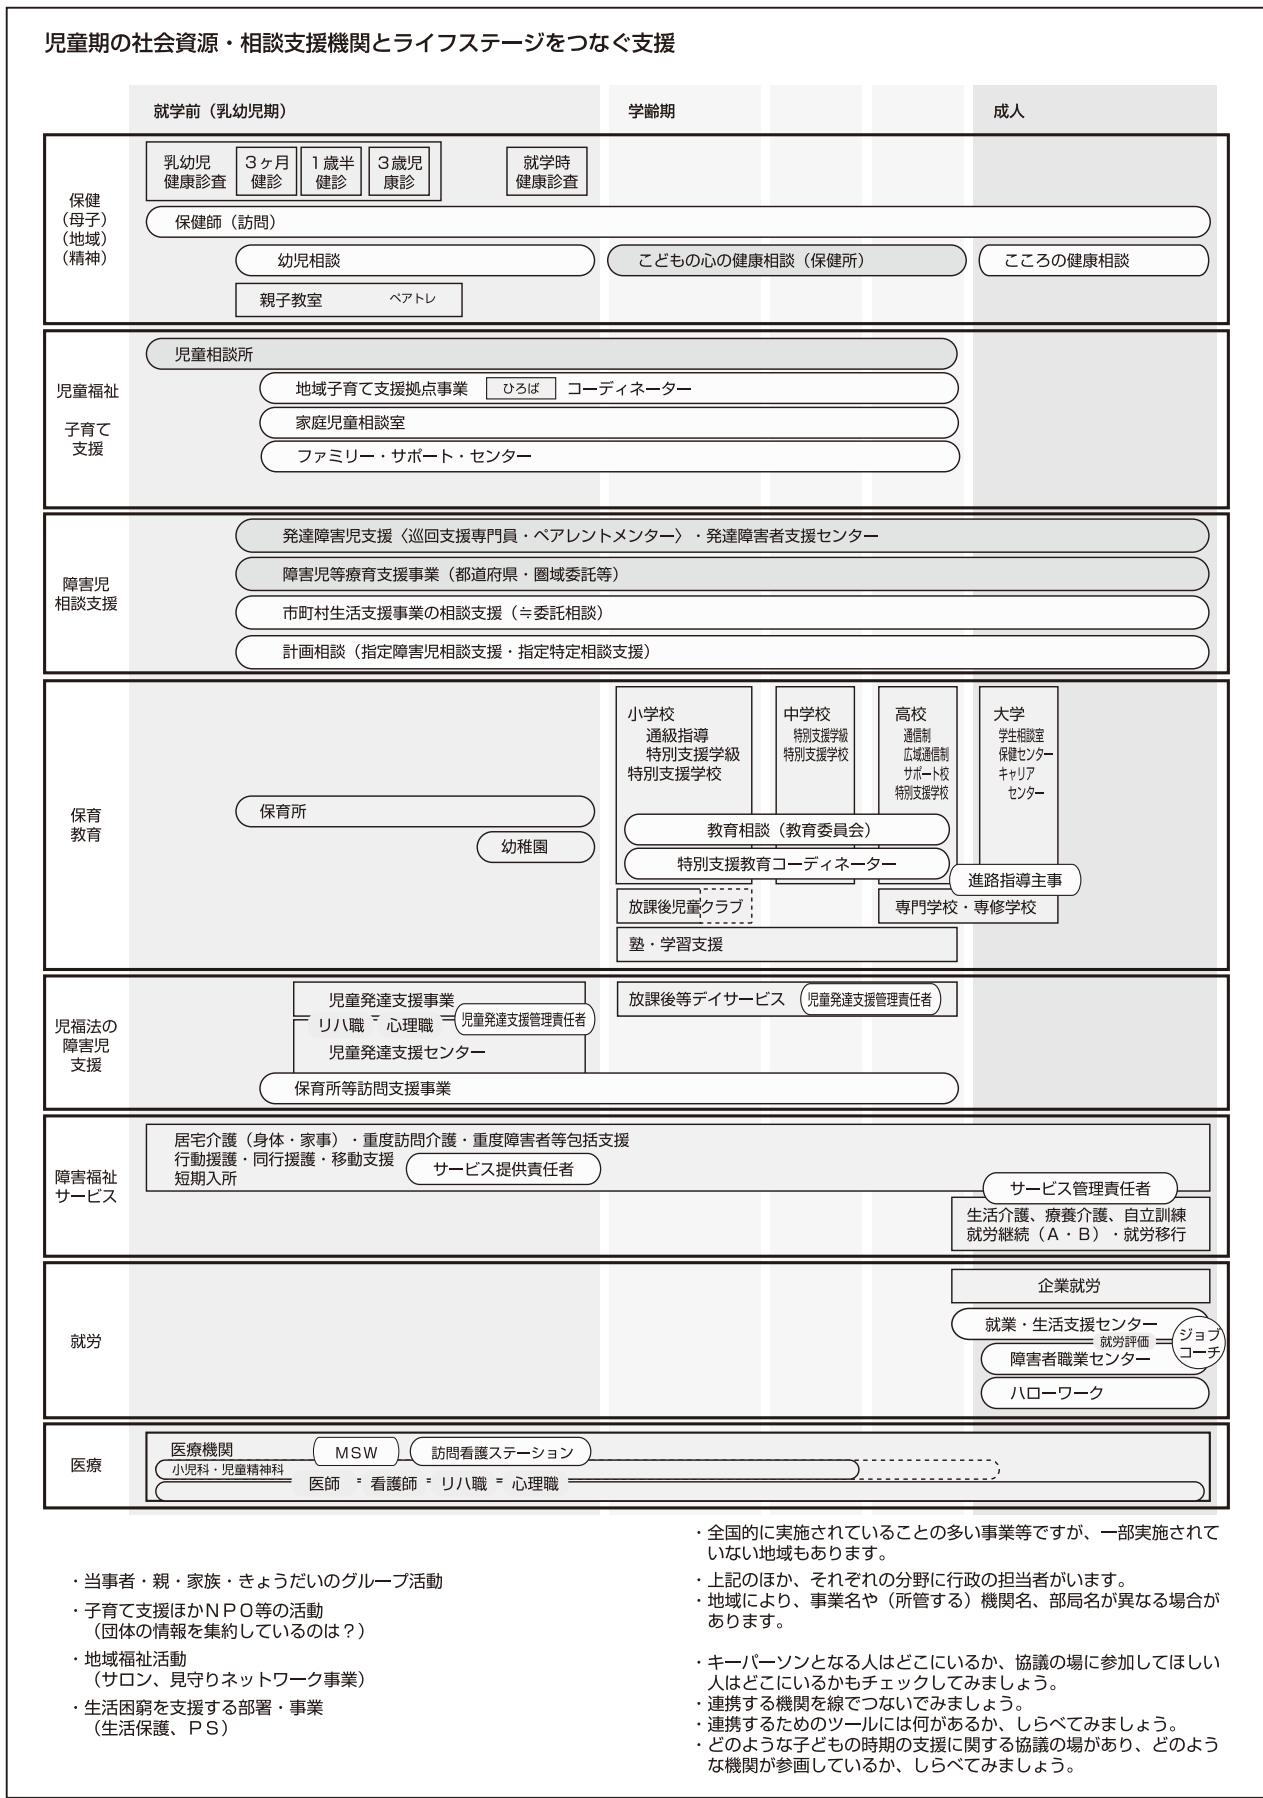 児童期の社会資源・相談支援機関とライフステージをつなぐ支援
就学前（乳幼児期）
学齢期
成人
保健
（母子）
（地域）
（精神）
乳幼児
健康診査
３ヶ月
健診
１歳半
健診
３歳児
康診
就学時
健康診査
保健師（訪問）
幼児相談
こどもの心の健康相談（保健所）
こころの健康相談
親子教室
ペアトレ
児童福祉
子育て
支援
児童相談所
地域子育て支援拠点事業
ひろば
コーディネーター
家庭児童相談室
ファミリー・サポート・センター
障害児
相談支援
発達障害児支援〈巡回支援専門員・ペアレントメンター〉・発達障害者支援センター
障害児等療育支援事業（都道府県・圏域委託等）
市町村生活支援事業の相談支援（≒委託相談）
計画相談（指定障害児相談支援・指定特定相談支援）
保育
教育
保育所
幼稚園
小学校
通級指導
特別支援学級
特別支援学校
中学校
特別支援学級
特別支援学校
高校
通信制
広域通信制
サポート校
特別支援学校
大学
学生相談室
保健センター
キャリア
センター
教育相談（教育委員会）
特別支援教育コーディネーター
進路指導主事
放課後児童クラブ
専門学校・専修学校
塾・学習支援
児福法の
障害児
支援
児童発達支援事業
リハ職
心理職
児童発達支援管理責任者
児童発達支援センター
放課後等デイサービス
児童発達支援管理責任者
保育所等訪問支援事業
障害福祉
サービス
居宅介護（身体・家事）・重度訪問介護・重度障害者等包括支援
行動援護・同行援護・移動支援
短期入所
サービス提供責任者
サービス管理責任者
生活介護、療養介護、自立訓練
就労継続（Ａ・Ｂ）・就労移行
就労
企業就労
就業・生活支援センター
就労評価
ジョブ
コーチ
障害者職業センター
ハローワーク
医療
医療機関
ＭＳＷ
訪問看護ステーション
小児科・児童精神科
医師
看護師
リハ職
心理職
・当事者・親・家族・きょうだいのグループ活動
・子育て支援ほかＮＰＯ等の活動
（団体の情報を集約しているのは？）
・地域福祉活動
（サロン、見守りネットワーク事業）
・生活困窮を支援する部署・事業
（生活保護、ＰＳ）
・全国的に実施されていることの多い事業等ですが、一部実施されて
いない地域もあります。
・上記のほか、それぞれの分野に行政の担当者がいます。
・地域により、事業名や（所管する）機関名、部局名が異なる場合が
あります。
・キーパーソンとなる人はどこにいるか、協議の場に参加してほしい
人はどこにいるかもチェックしてみましょう。
・連携する機関を線でつないでみましょう。
・連携するためのツールには何があるか、しらべてみましょう。
・どのような子どもの時期の支援に関する協議の場があり、どのよう
な機関が参画しているか、しらべてみましょう。